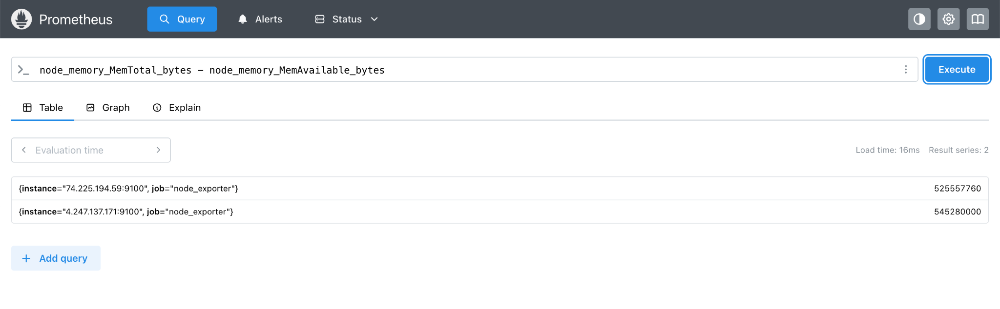 Prometheus Query Alerts Status
node_memory_MemTotal_bytes - node_memory_MemAvailable_bytes Execute
Table Graph Explain
Evaluation time Load time: 16ms Result series: 2
{instance="74.225.194.59:9100", job="node_exporter"} 525557760
{instance="4.247.137.171:9100", job="node_exporter"} 545280000
Add query